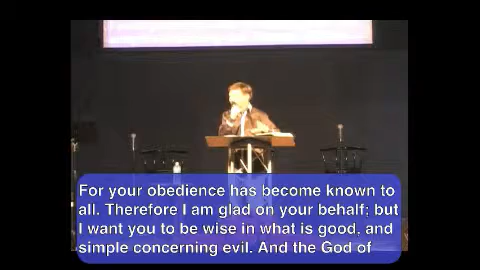 For your obedience has become known to
all. Therefore I am glad on your behalf; but
I want you to be wise in what is good, and
simple concerning evil. And the God of